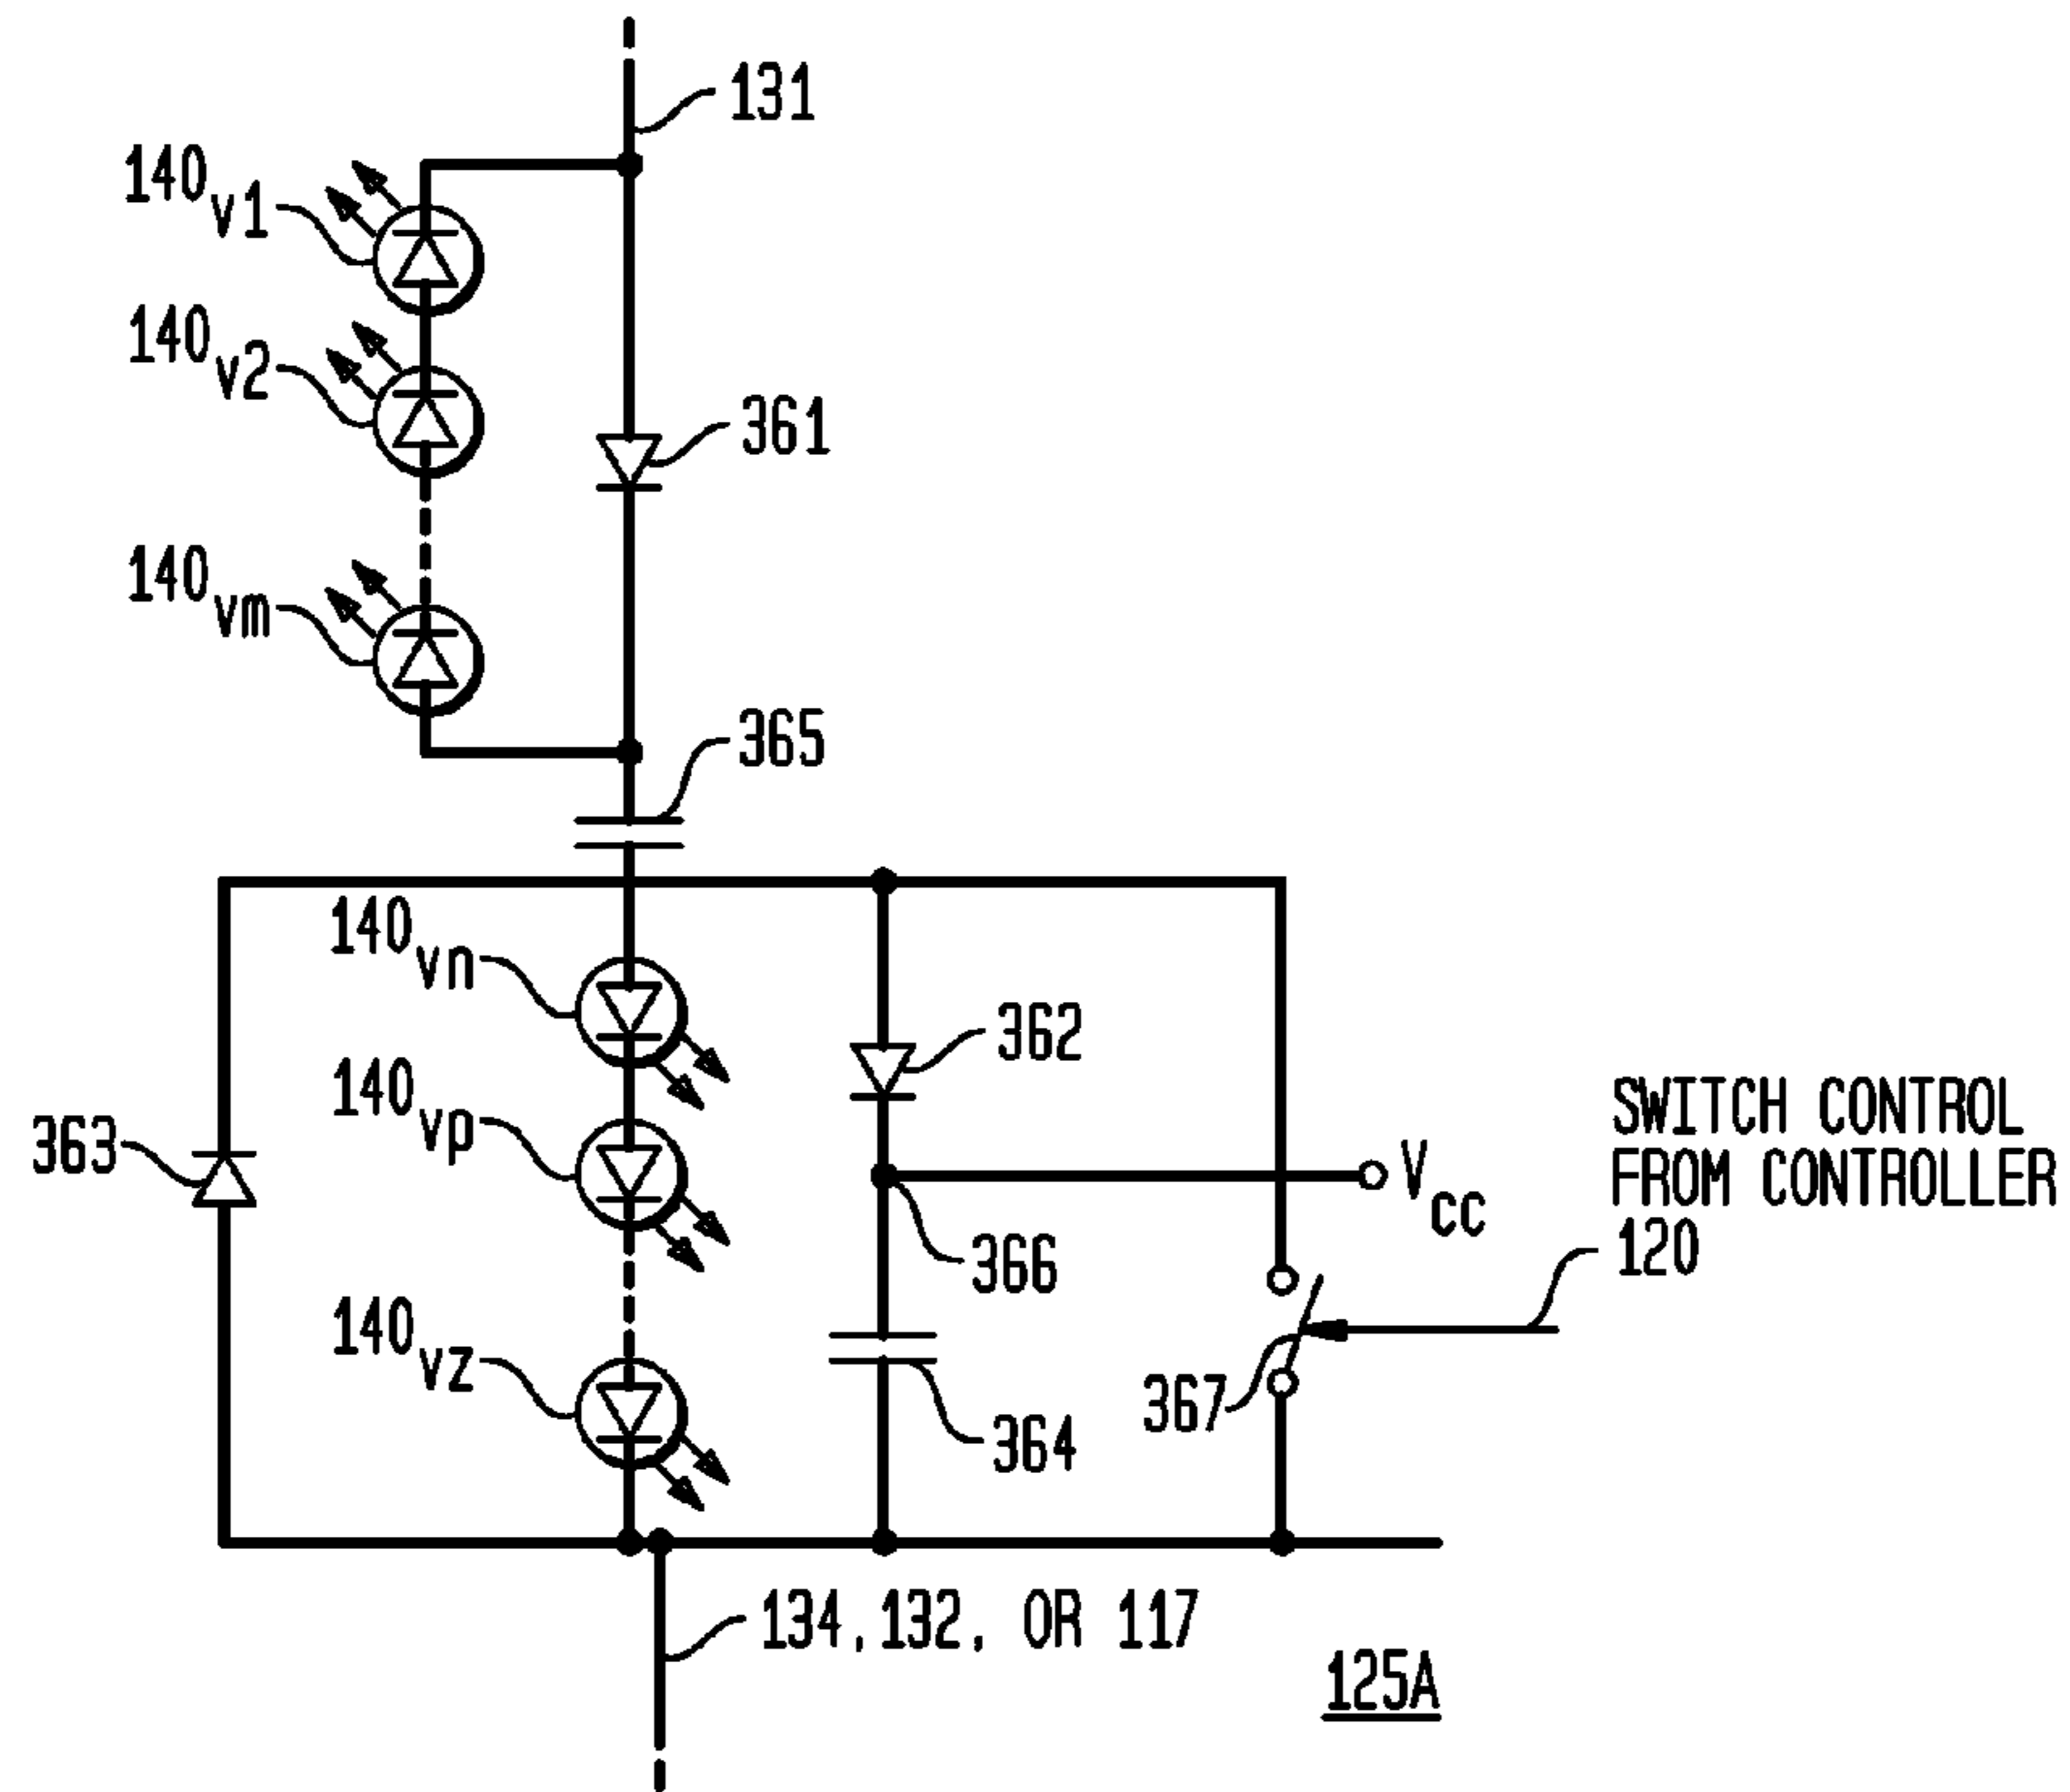 131
140v1
140v2
361
140vm
365
140vn
362
140vp
363
SWITCH CONTROL
FROM CONTROLLER
120
Vcc
366
140vz
367
364
134, 132, OR 117
125A